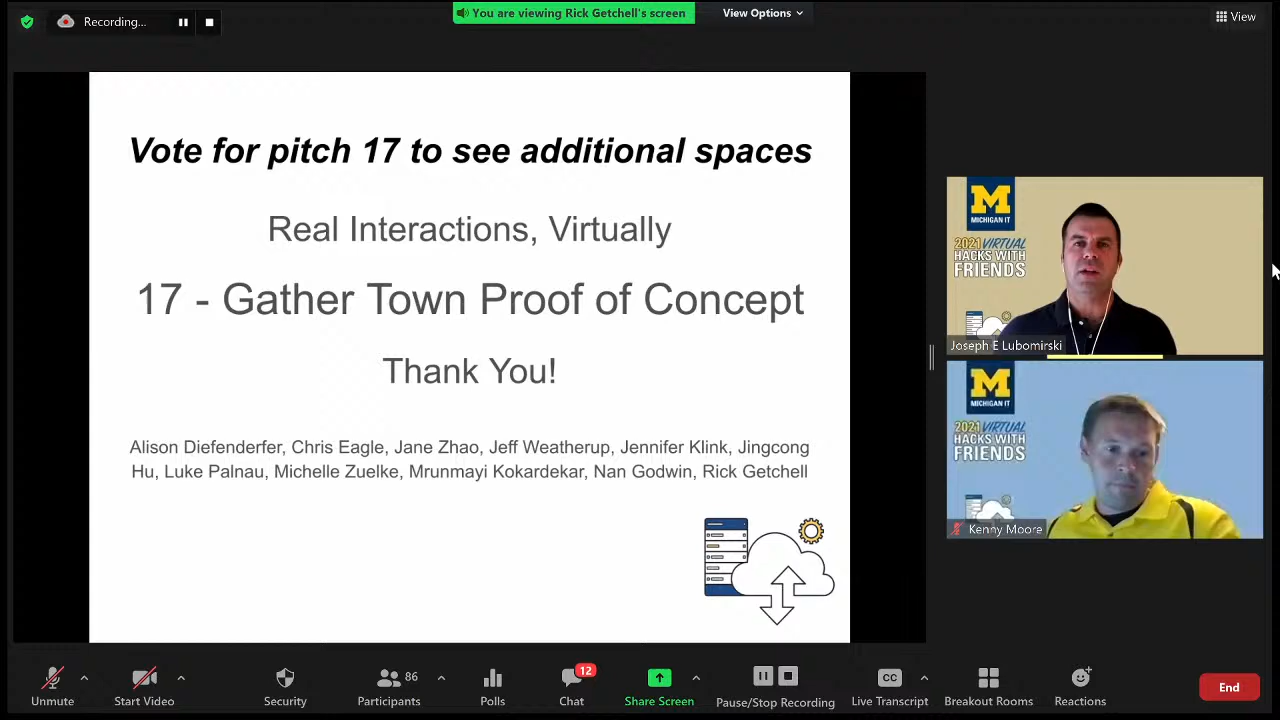 Recording...
You are viewing Rick Getchell's screen
View Options
View
Vote for pitch 17 to see additional spaces
Real Interactions, Virtually
17 - Gather Town Proof of Concept
Thank You!
Alison Diefenderfer, Chris Eagle, Jane Zhao, Jeff Weatherup, Jennifer Klink, Jingcong
Hu, Luke Palnau, Michelle Zuelke, Mrunmayi Kokardekar, Nan Godwin, Rick Getchell
M
MICHIGAN IT
2021 VIRTUAL
HACKS WITH
FRIENDS
Joseph E Lubomirski
M
MICHIGAN IT
2021 VIRTUAL
HACKS WITH
FRIENDS
Kenny Moore
Unmute
Start Video
Security
86
Participants
Polls
12
Chat
Share Screen
Pause/Stop Recording
CC
Live Transcript
Breakout Rooms
Reactions
End